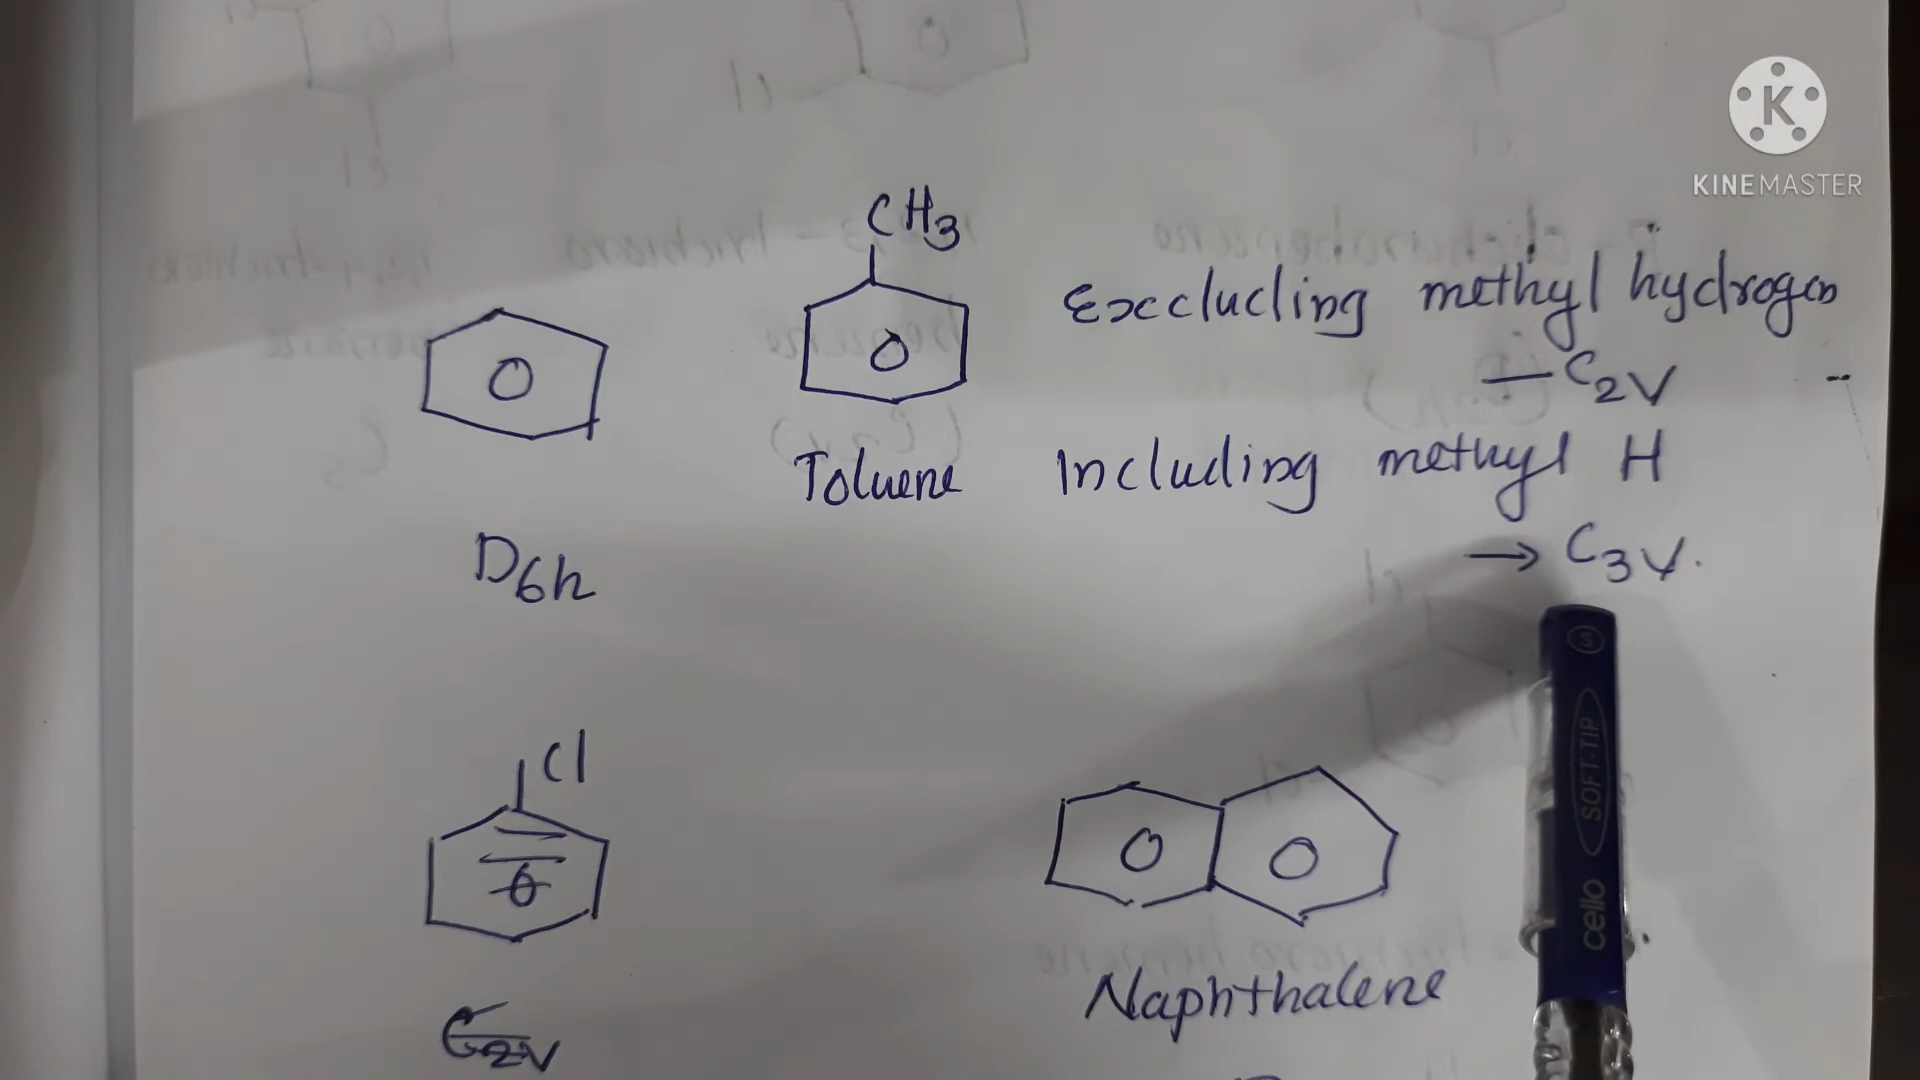 KINEMASTER
CH3
Exccluding methyl hydrogen
— C2v
Toluene
Including methyl H
→ C3v.
D6h
Cl
C2v
Naphthalene
SOFT-TIP
cello